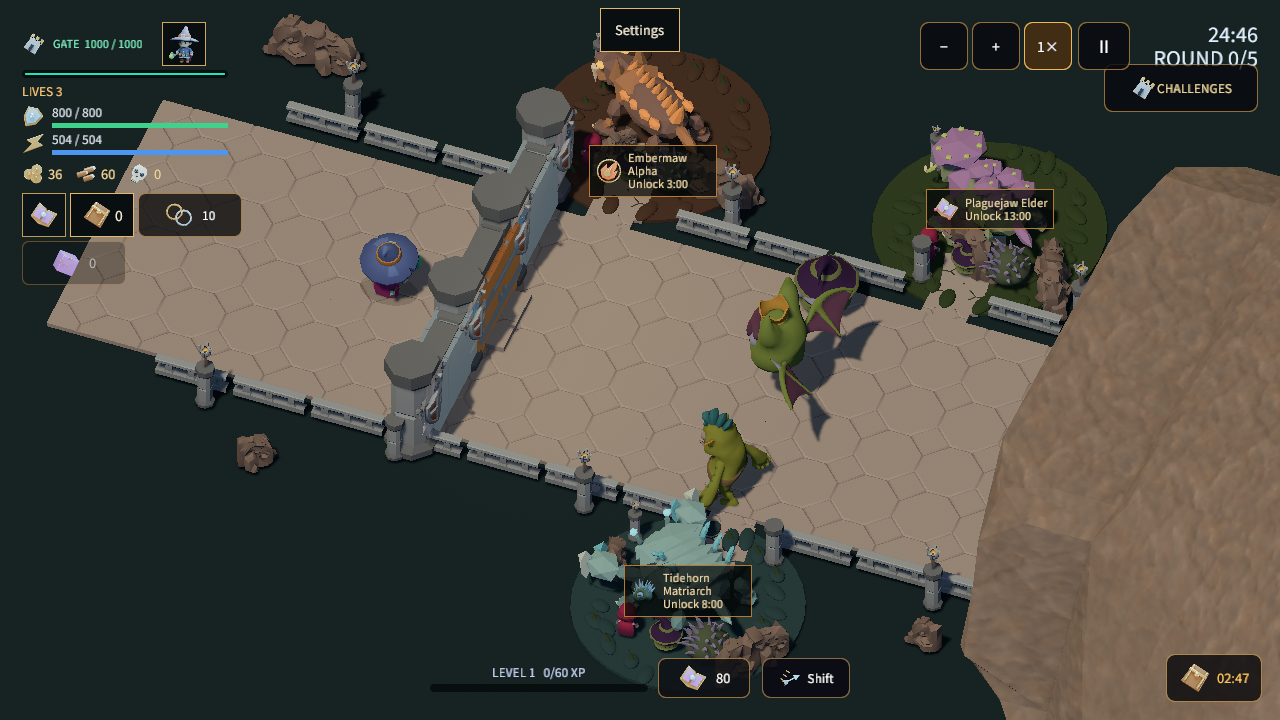 Settings
GATE 1000 / 1000
24:46
ROUND 0/5
1×
CHALLENGES
LIVES 3
800 / 800
504 / 504
36
60
0
0
10
0
Embermaw
Alpha
Unlock 3:00
Plaguejaw Elder
Unlock 13:00
Tidehorn
Matriarch
Unlock 8:00
LEVEL 1 0/60 XP
80
Shift
02:47